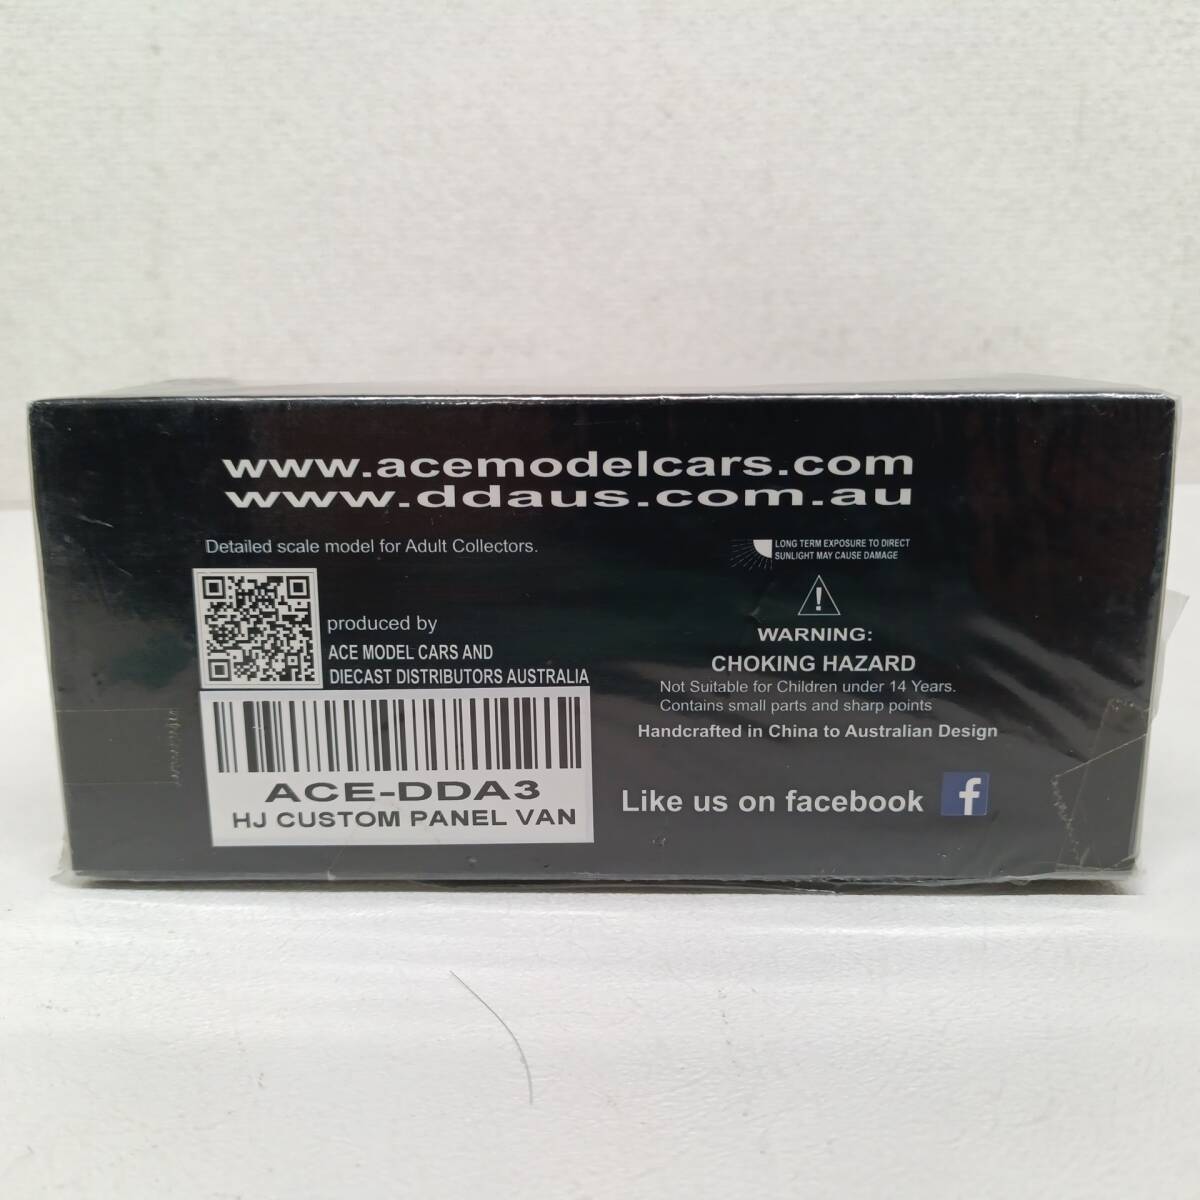 www.acemodelcars.com
www.ddaus.com.au
Detailed scale model for Adult Collectors.
LONG TERM EXPOSURE TO DIRECT
SUNLIGHT MAY CAUSE DAMAGE
produced by
ACE MODEL CARS AND
DIECAST DISTRIBUTORS AUSTRALIA
!
WARNING:
CHOKING HAZARD
Not Suitable for Children under 14 Years.
Contains small parts and sharp points
Handcrafted in China to Australian Design
ACE-DDA3
HJ CUSTOM PANEL VAN
Like us on facebook f